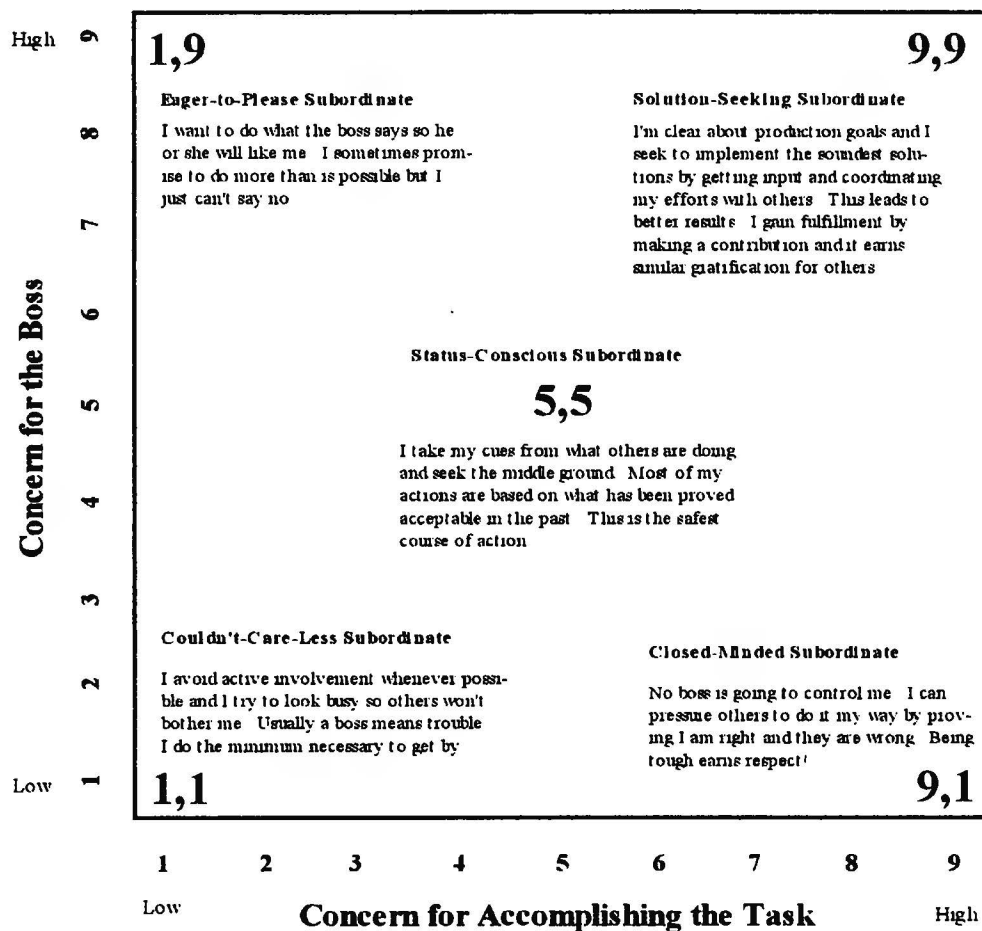 High 9
1,9
9,9
Eager-to-Please Subordinate
I want to do what the boss says so he
or she will like me I sometimes prom-
ise to do more than is possible but I
just can't say no
Solution-Seeking Subordinate
I'm clear about production goals and I
seek to implement the soundest solu-
tions by getting input and coordinating
my efforts with others This leads to
better results I gain fulfillment by
making a contribution and it earns
similar gratification for others
8
7
6
Concern for the Boss
Status-Conscious Subordinate
5
5,5
I take my cues from what others are doing
and seek the middle ground Most of my
actions are based on what has been proved
acceptable in the past This is the safest
course of action
4
3
Couldn't-Care-Less Subordinate
I avoid active involvement whenever possi-
ble and I try to look busy so others won't
bother me Usually a boss means trouble
I do the minimum necessary to get by
Closed-Minded Subordinate
No boss is going to control me I can
pressure others to do it my way by prov-
ing I am right and they are wrong Being
tough earns respect!
2
Low 1
1,1
9,1
1 2 3 4 5 6 7 8 9
Low Concern for Accomplishing the Task High